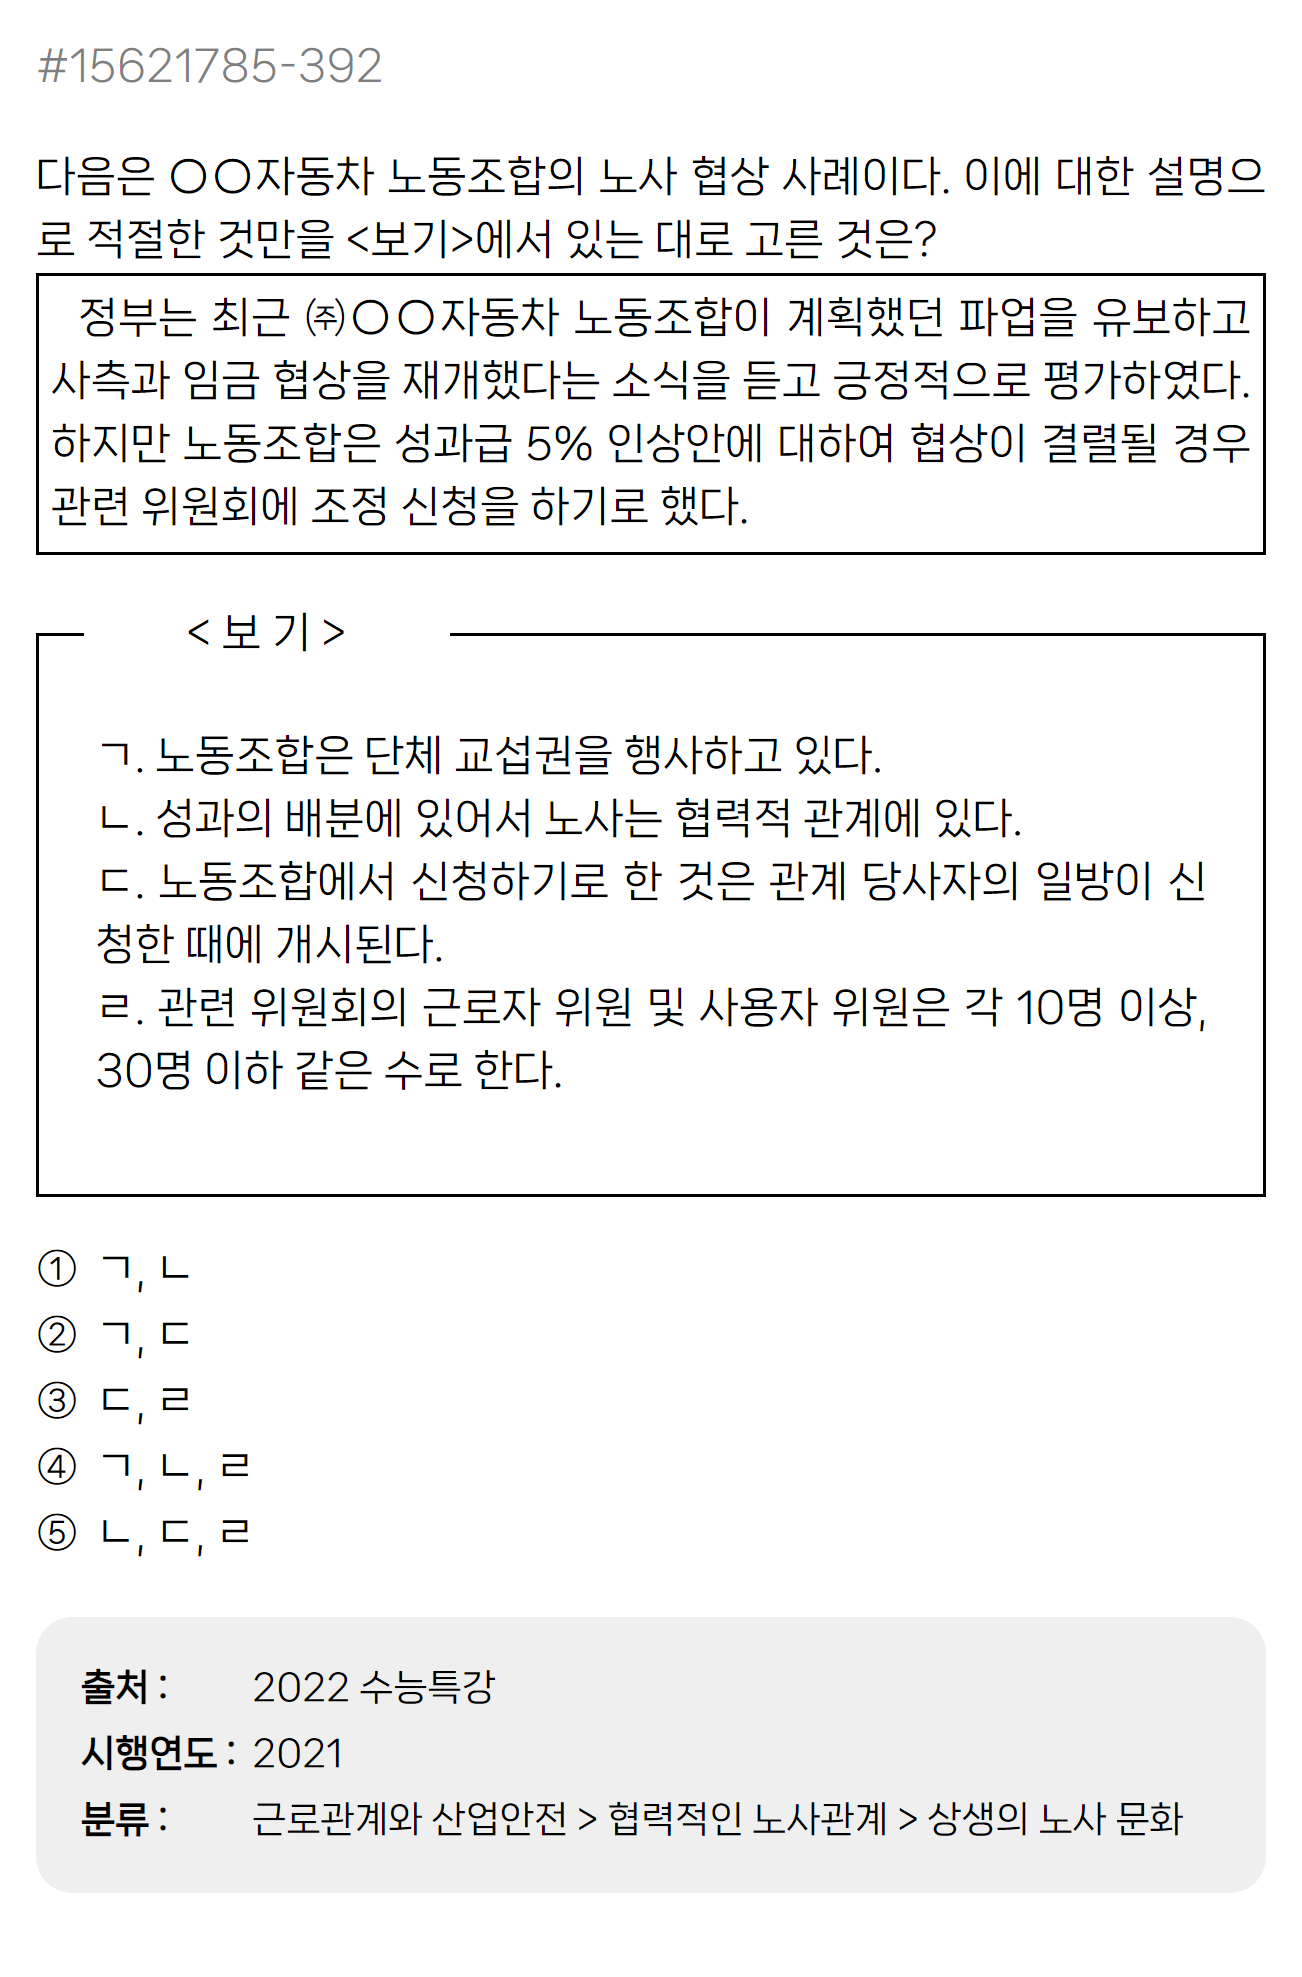 #15621785-392
다음은 〇〇자동차 노동조합의 노사 협상 사례이다. 이에 대한 설명으
로 적절한 것만을 <보기>에서 있는 대로 고른 것은?
정부는 최근 ㈜〇〇자동차 노동조합이 계획했던 파업을 유보하고
사측과 임금 협상을 재개했다는 소식을 듣고 긍정적으로 평가하였다.
하지만 노동조합은 성과급 5% 인상안에 대하여 협상이 결렬될 경우
관련 위원회에 조정 신청을 하기로 했다.
< 보 기 >
ㄱ. 노동조합은 단체 교섭권을 행사하고 있다.
ㄴ. 성과의 배분에 있어서 노사는 협력적 관계에 있다.
ㄷ. 노동조합에서 신청하기로 한 것은 관계 당사자의 일방이 신
청한 때에 개시된다.
ㄹ. 관련 위원회의 근로자 위원 및 사용자 위원은 각 10명 이상,
30명 이하 같은 수로 한다.
① ㄱ, ㄴ
② ㄱ, ㄷ
③ ㄷ, ㄹ
④ ㄱ, ㄴ, ㄹ
⑤ ㄴ, ㄷ, ㄹ
출처 : 2022 수능특강
시행연도 : 2021
분류 : 근로관계와 산업안전 > 협력적인 노사관계 > 상생의 노사 문화